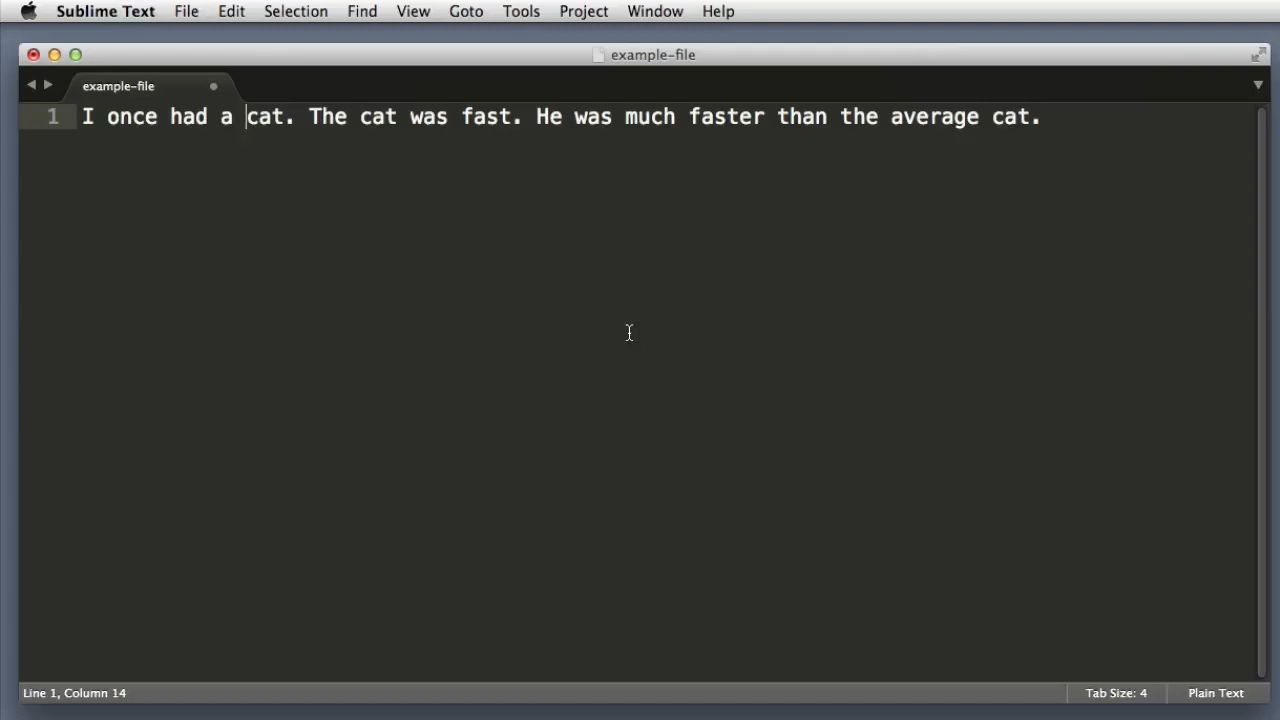 Sublime Text File Edit Selection Find View Goto Tools Project Window Help
example-file
example-file
1 I once had a cat. The cat was fast. He was much faster than the average cat.
Line 1, Column 14 Tab Size: 4 Plain Text